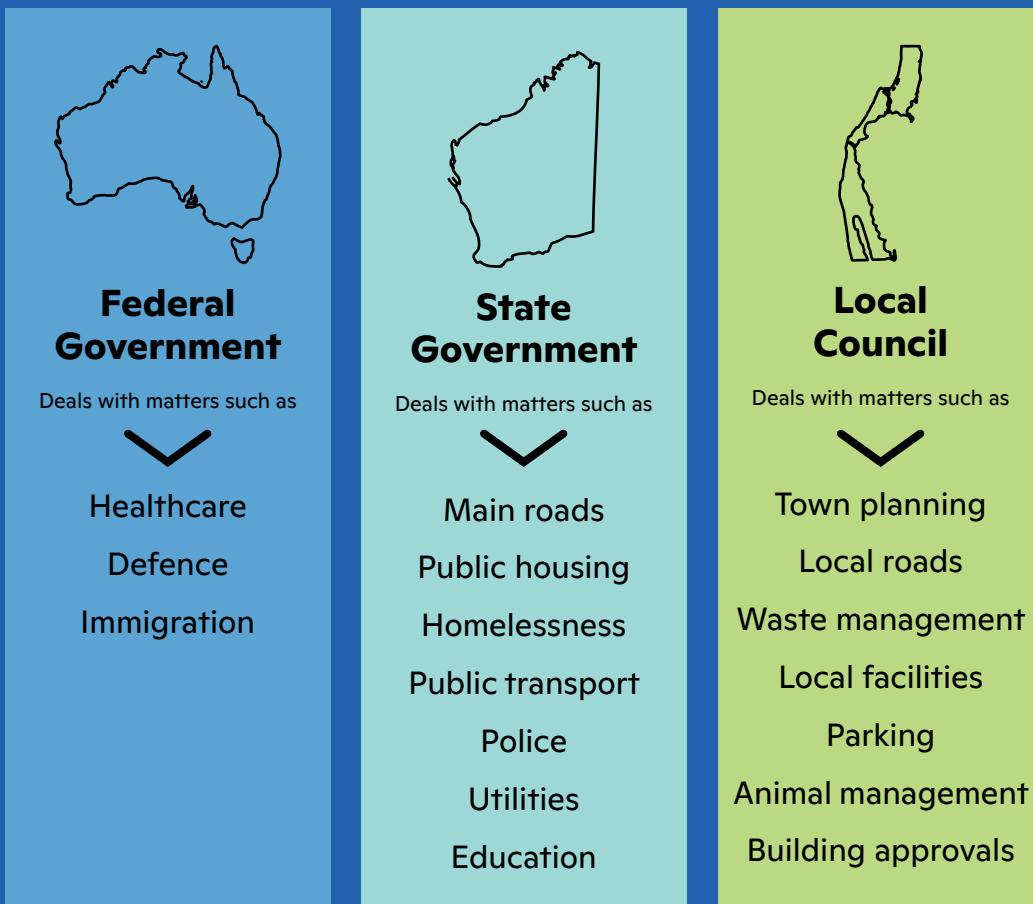 Federal
Government
Deals with matters such as
Healthcare
Defence
Immigration
State
Government
Deals with matters such as
Main roads
Public housing
Homelessness
Public transport
Police
Utilities
Education
Local
Council
Deals with matters such as
Town planning
Local roads
Waste management
Local facilities
Parking
Animal management
Building approvals